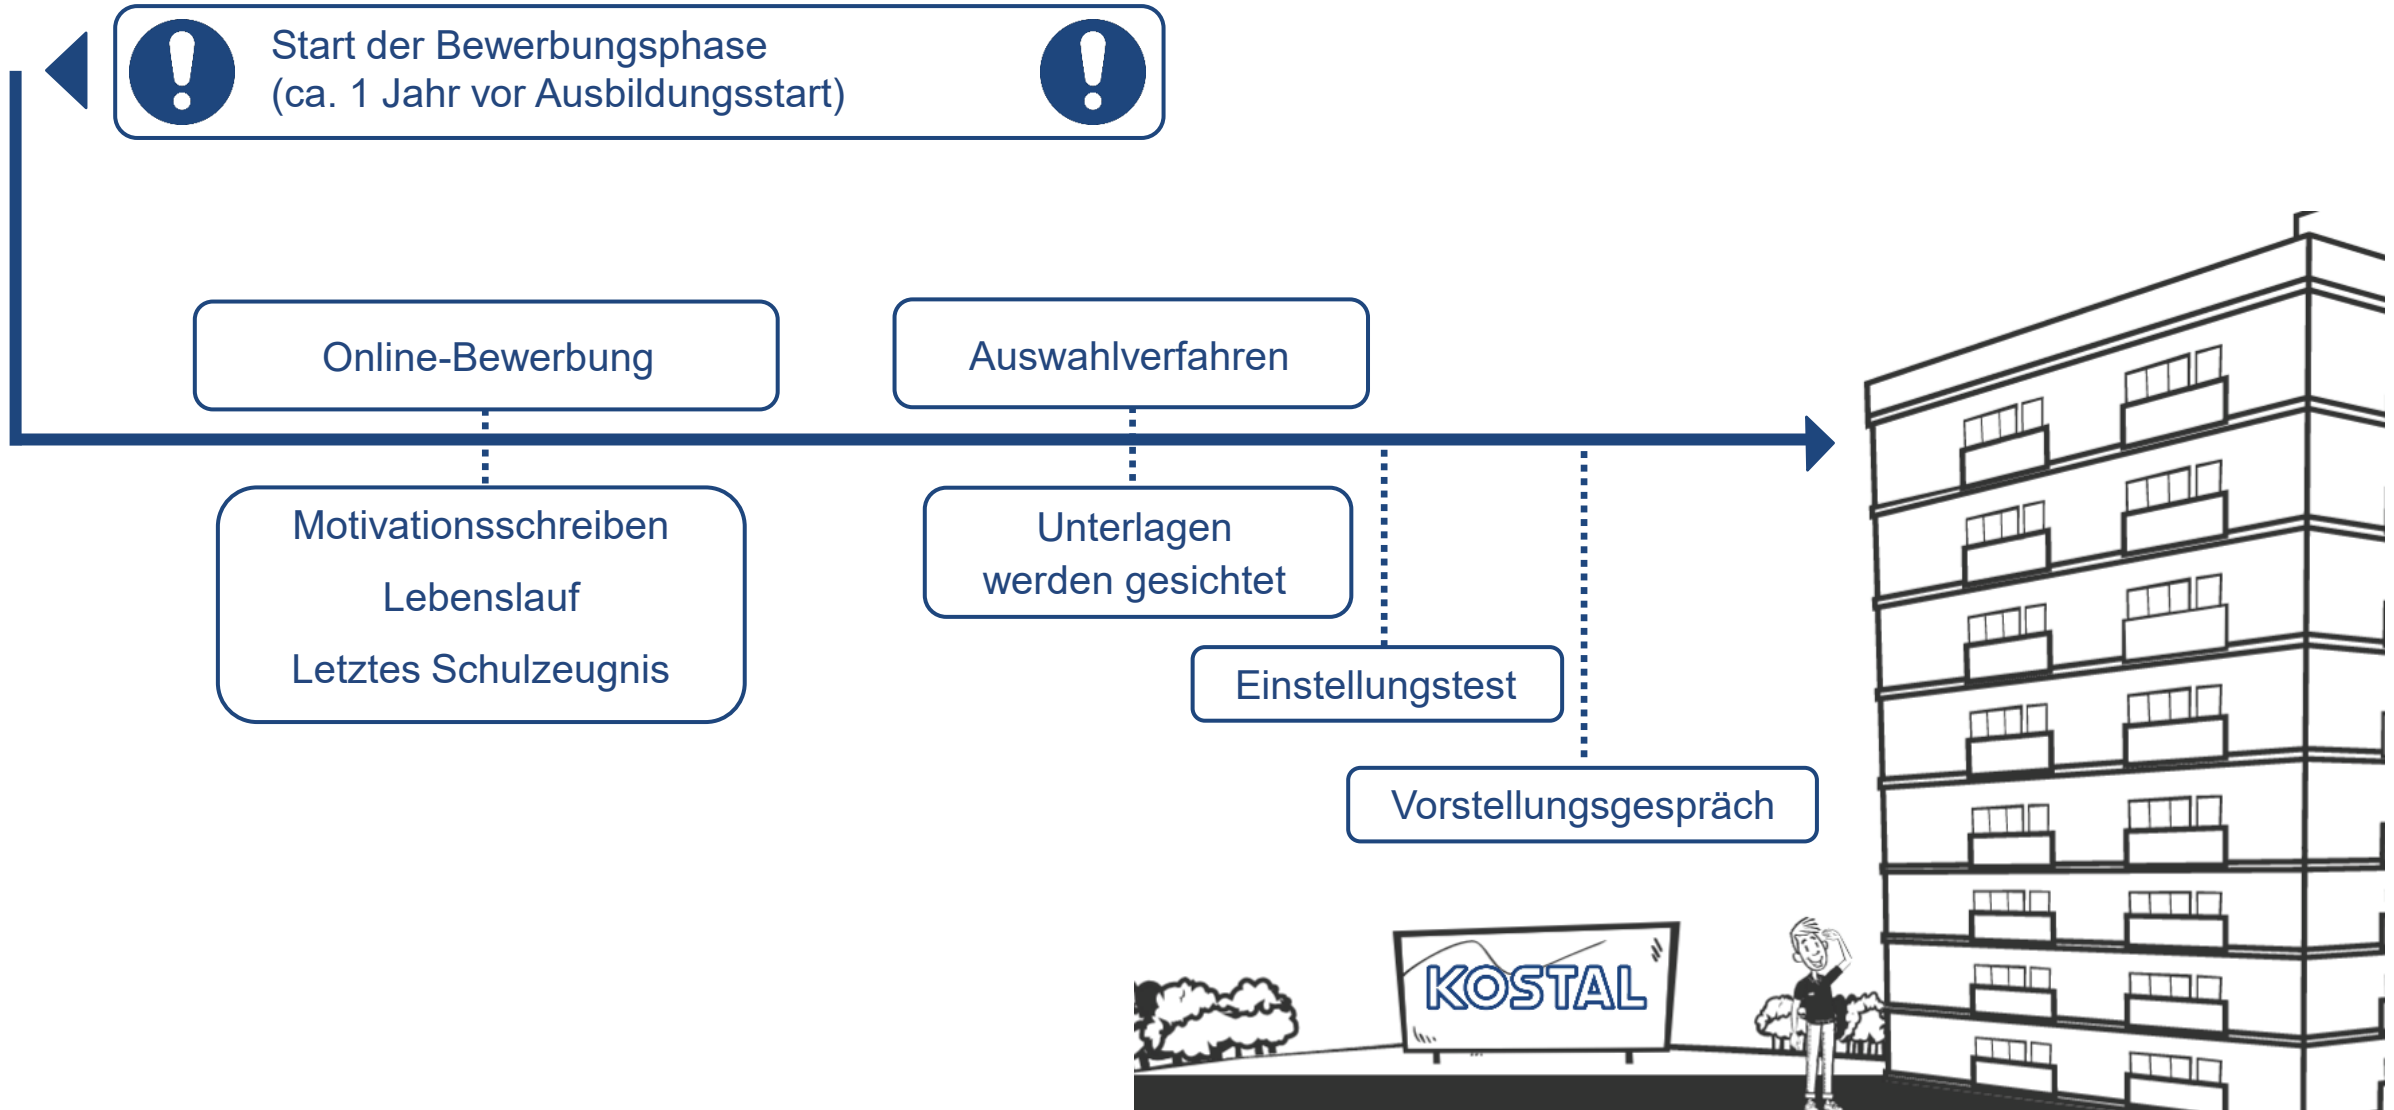 Start der Bewerbungsphase
(ca. 1 Jahr vor Ausbildungsstart)
Online-Bewerbung
Auswahlverfahren
Motivationsschreiben
Lebenslauf
Letztes Schulzeugnis
Unterlagen
werden gesichtet
Einstellungstest
Vorstellungsgespräch
KOSTAL